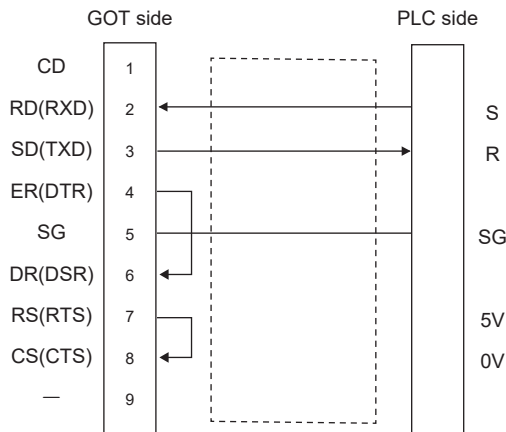 GOT side PLC side
CD 1
RD(RXD) 2 S
SD(TXD) 3 R
ER(DTR) 4
SG 5 SG
DR(DSR) 6
RS(RTS) 7 5V
CS(CTS) 8 0V
— 9